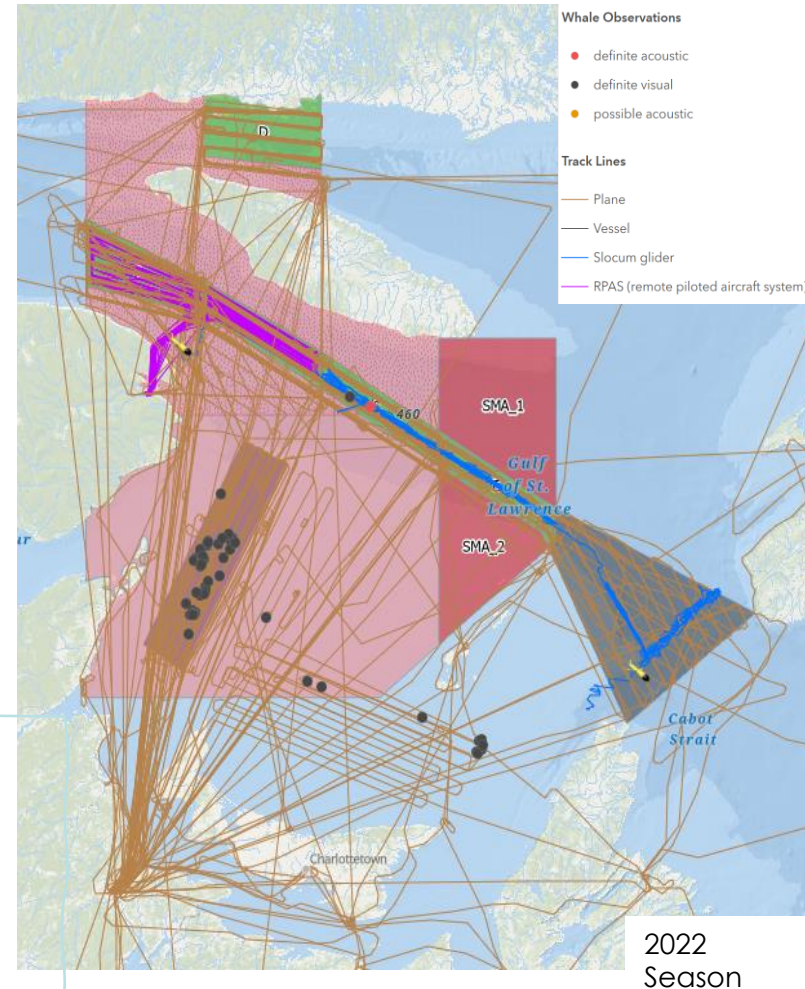 Whale Observations
definite acoustic
definite visual
possible acoustic
Track Lines
Plane
Vessel
Slocum glider
RPAS (remote piloted aircraft system)
D
460
SMA_1
Gulf
of St.
Lawrence
SMA_2
ur
Cabot
Strait
Charlottetown
2022
Season